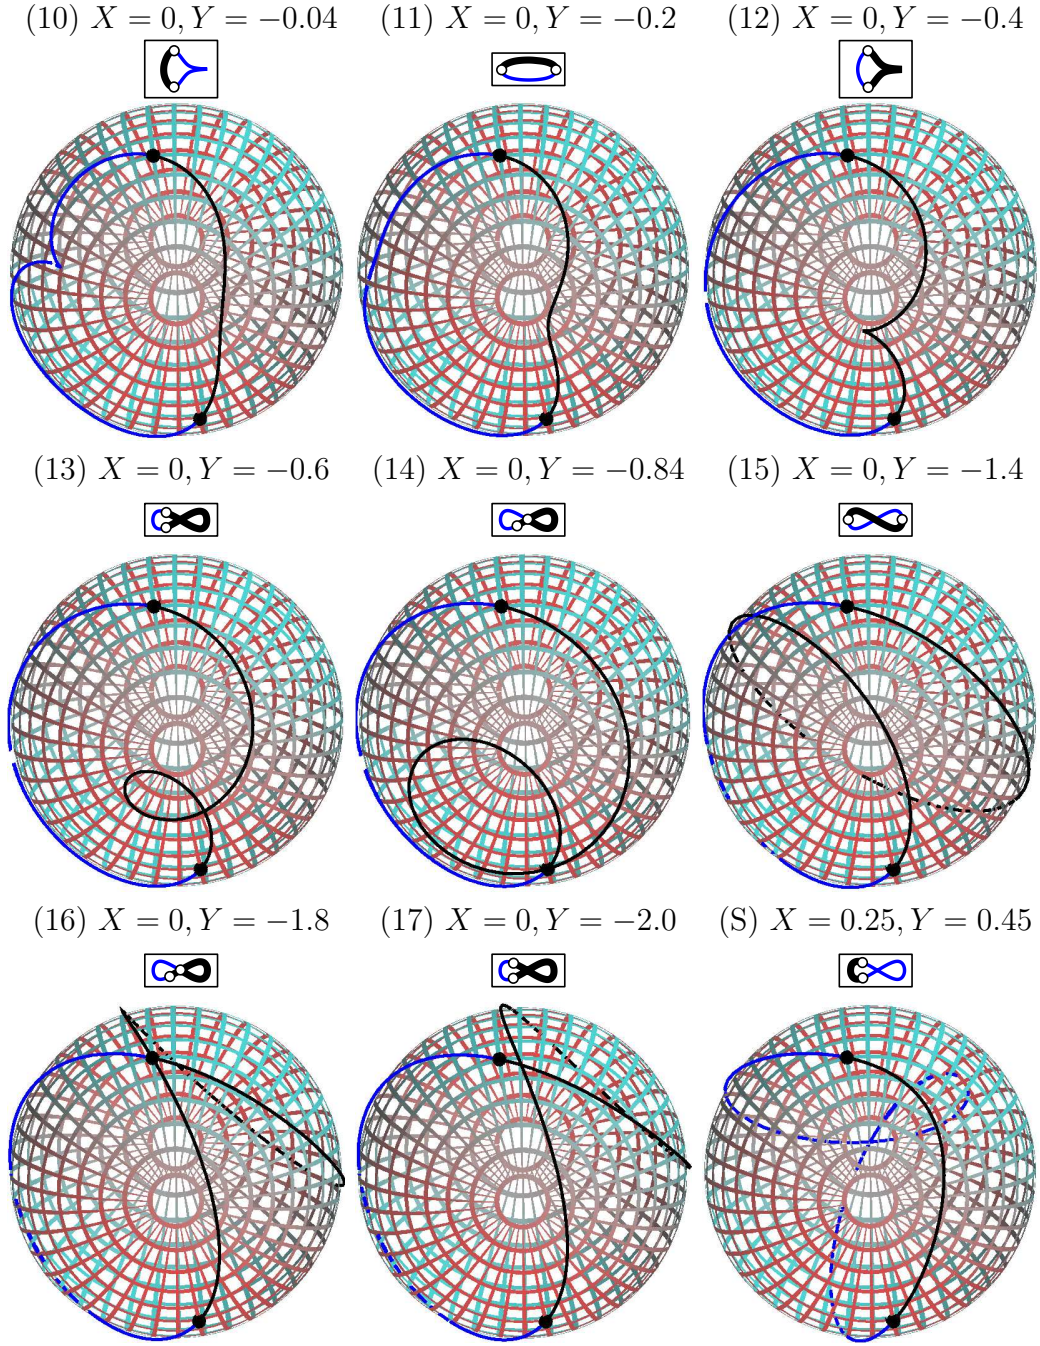 (10) X = 0, Y = −0.04
(11) X = 0, Y = −0.2
(12) X = 0, Y = −0.4
(13) X = 0, Y = −0.6
(14) X = 0, Y = −0.84
(15) X = 0, Y = −1.4
(16) X = 0, Y = −1.8
(17) X = 0, Y = −2.0
(S) X = 0.25, Y = 0.45